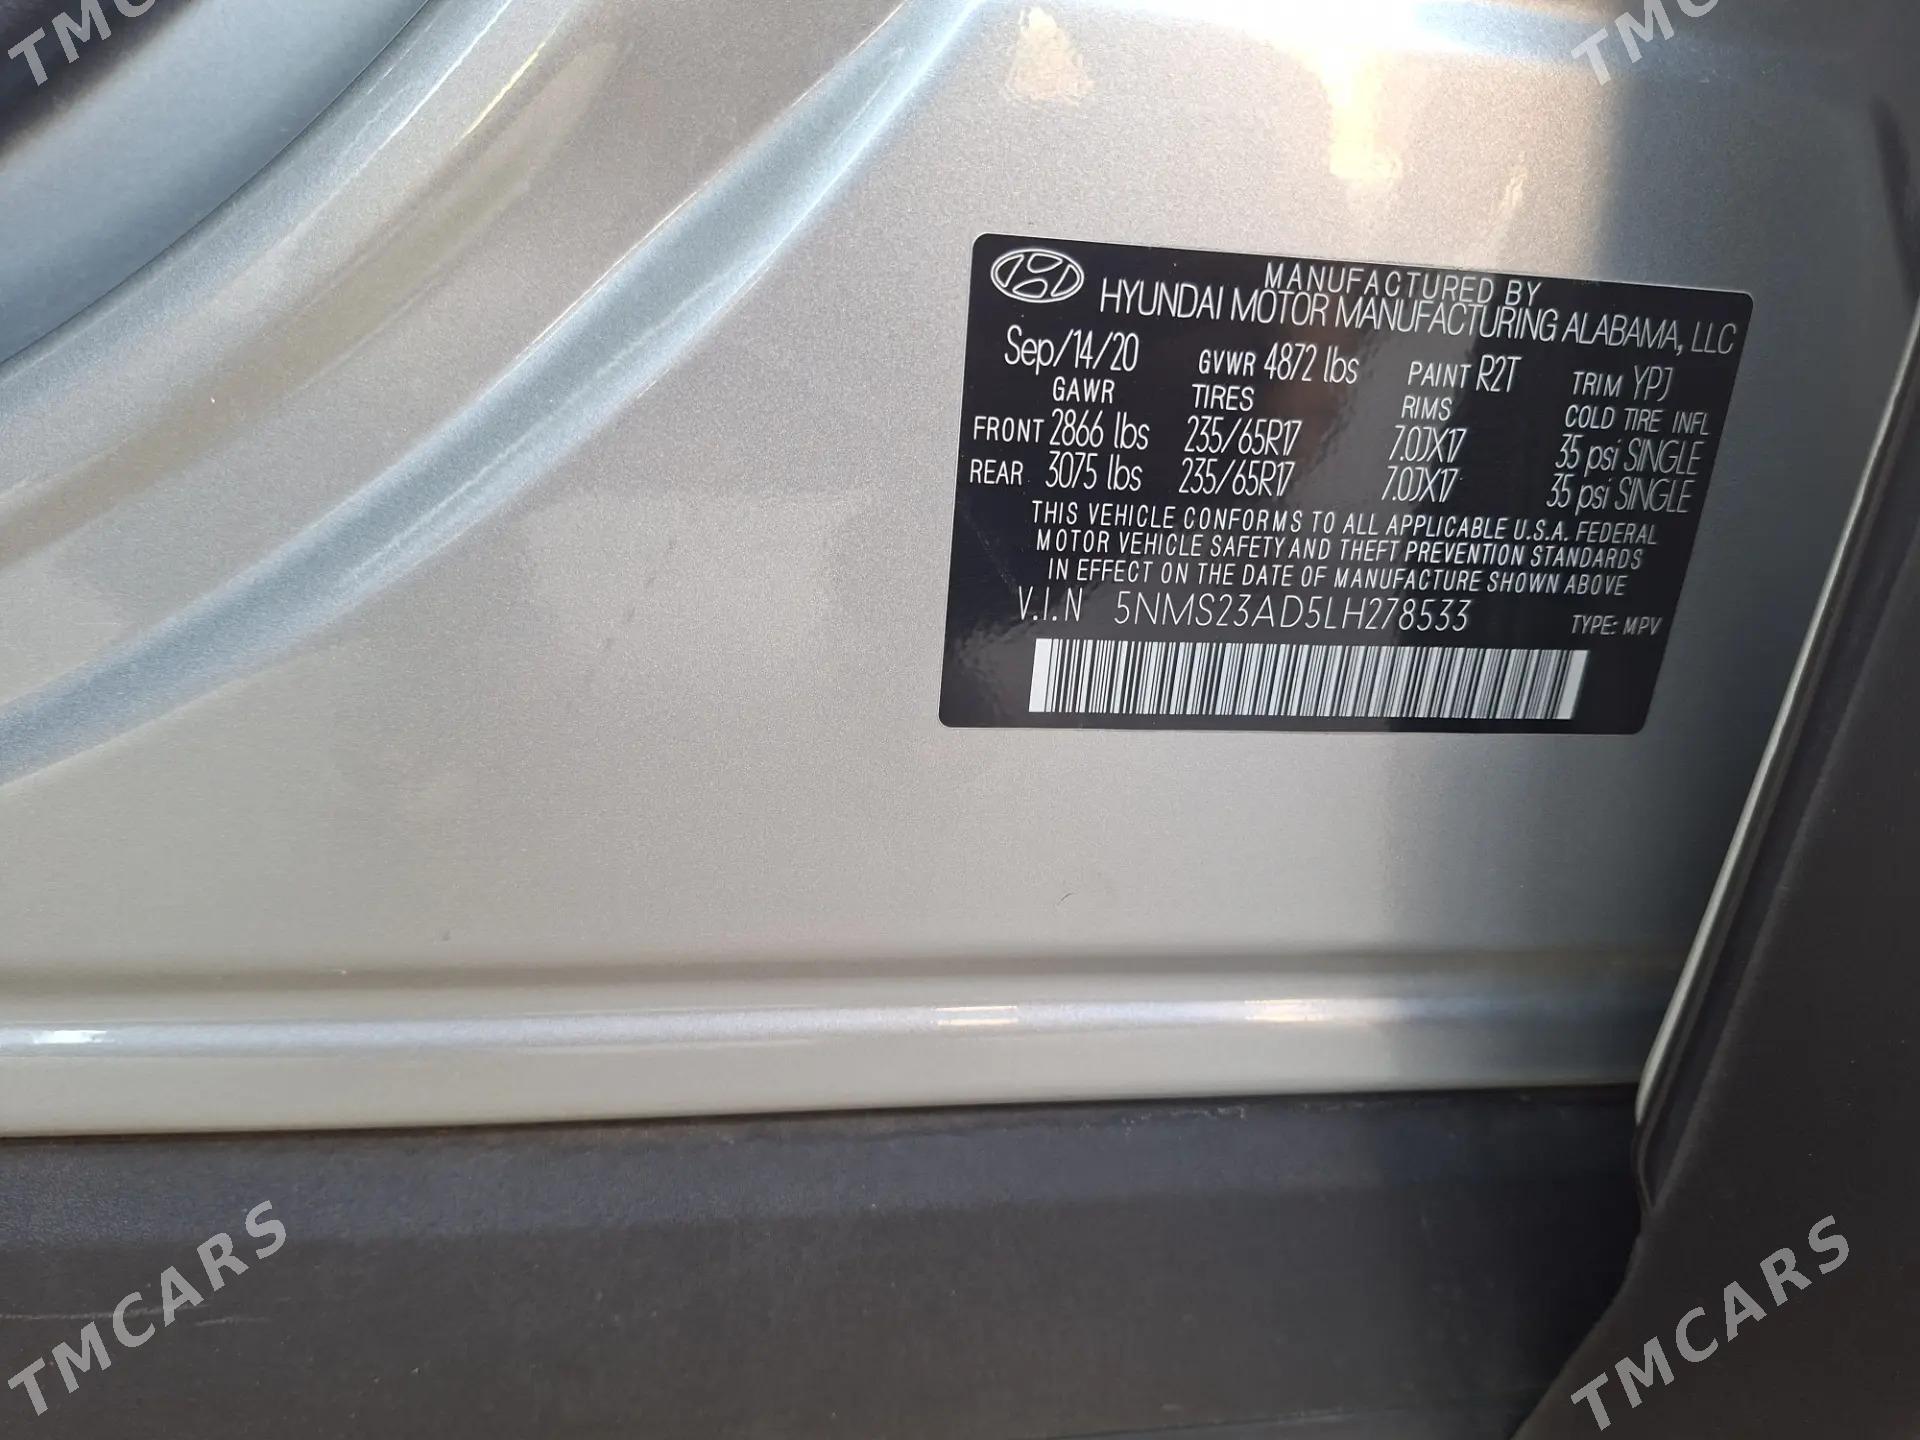 MANUFACTURED BY
HYUNDAI MOTOR MANUFACTURING ALABAMA, LLC
Sep/14/20 GVWR 4872 lbs PAINT R2T TRIM YPJ
GAWR TIRES RIMS COLD TIRE INFL
FRONT 2866 lbs 235/65R17 7.0JX17 35 psi SINGLE
REAR 3075 lbs 235/65R17 7.0JX17 35 psi SINGLE
THIS VEHICLE CONFORMS TO ALL APPLICABLE U.S.A. FEDERAL
MOTOR VEHICLE SAFETY AND THEFT PREVENTION STANDARDS
IN EFFECT ON THE DATE OF MANUFACTURE SHOWN ABOVE
V.I.N 5NMS23AD5LH278533 TYPE: MPV
TMCARS
TMCARS